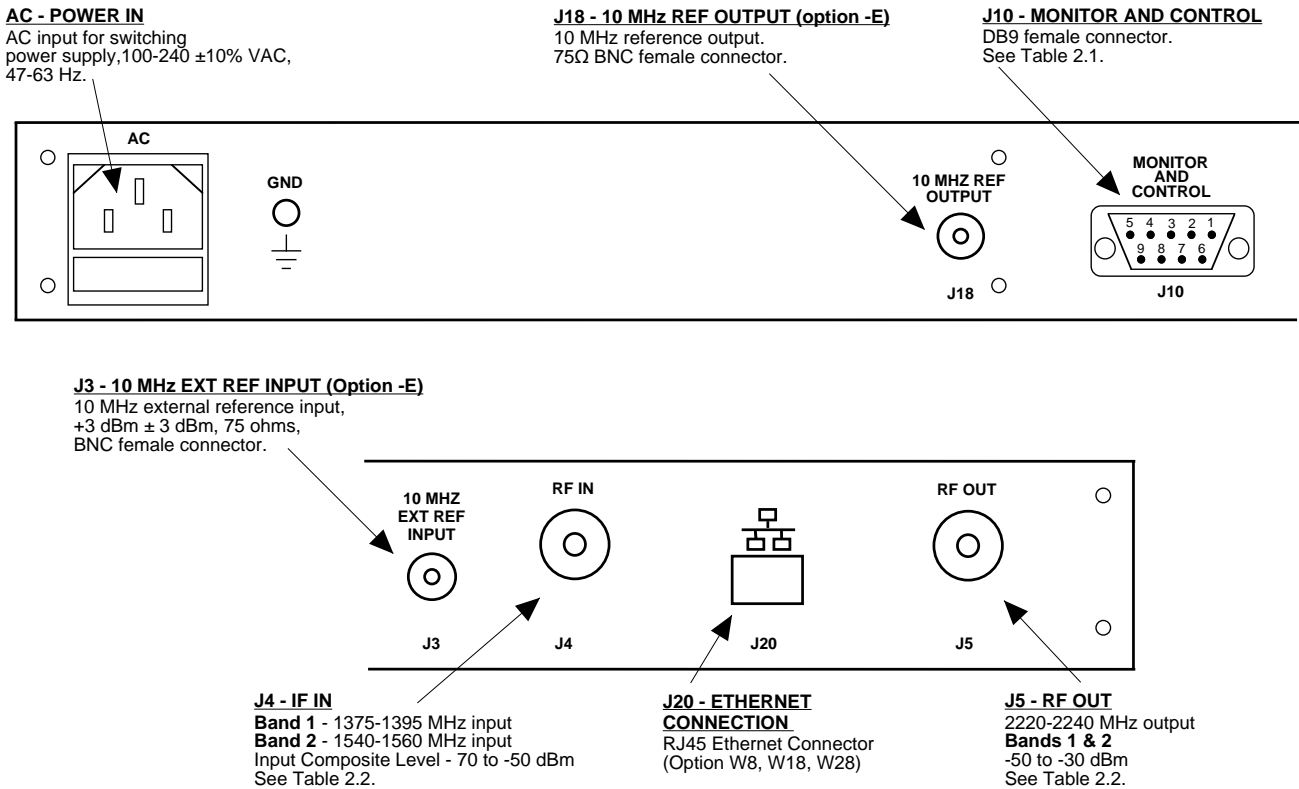 AC - POWER IN
AC input for switching
power supply,100-240 ±10% VAC,
47-63 Hz.
J18 - 10 MHz REF OUTPUT (option -E)
10 MHz reference output.
75Ω BNC female connector.
J10 - MONITOR AND CONTROL
DB9 female connector.
See Table 2.1.
AC
GND
10 MHZ REF
OUTPUT
J18
MONITOR
AND
CONTROL
5 4 3 2 1
9 8 7 6
J10
J3 - 10 MHz EXT REF INPUT (Option -E)
10 MHz external reference input,
+3 dBm ± 3 dBm, 75 ohms,
BNC female connector.
10 MHZ
EXT REF
INPUT
J3
RF IN
J4
J20
RF OUT
J5
J4 - IF IN
Band 1 - 1375-1395 MHz input
Band 2 - 1540-1560 MHz input
Input Composite Level - 70 to -50 dBm
See Table 2.2.
J20 - ETHERNET
CONNECTION
RJ45 Ethernet Connector
(Option W8, W18, W28)
J5 - RF OUT
2220-2240 MHz output
Bands 1 & 2
-50 to -30 dBm
See Table 2.2.